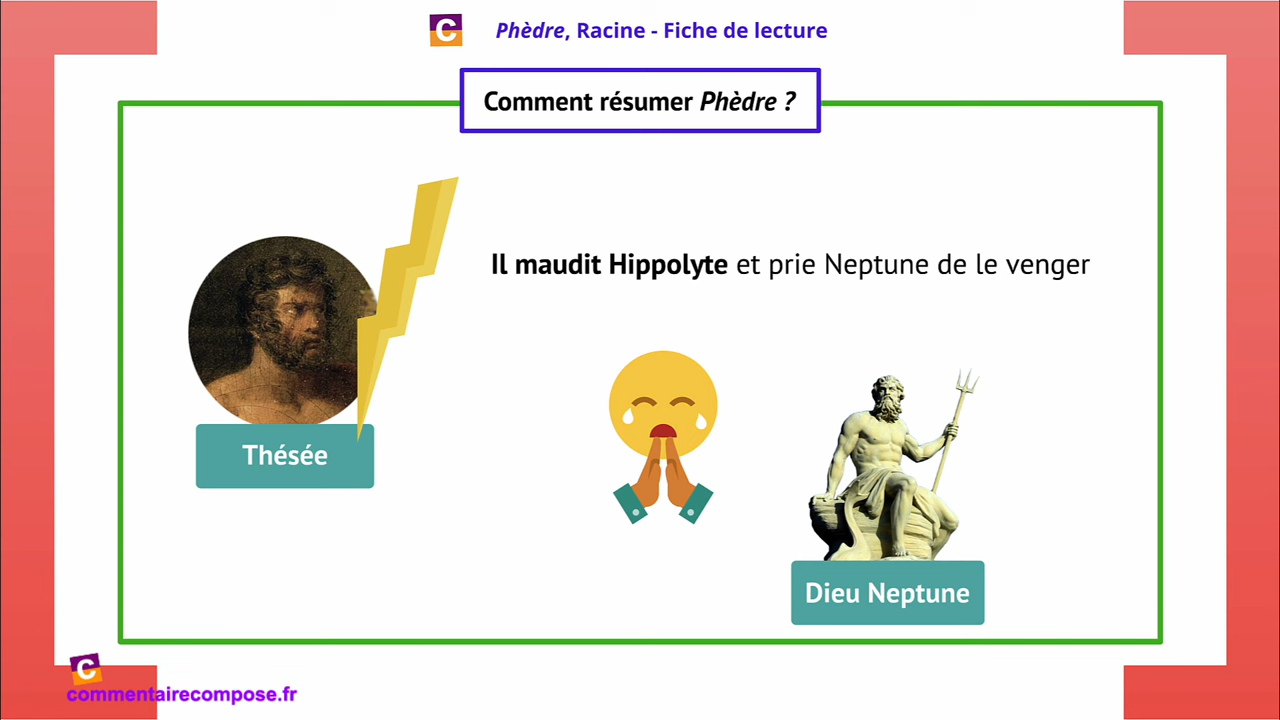 C Phèdre, Racine - Fiche de lecture
Comment résumer Phèdre ?
Il maudit Hippolyte et prie Neptune de le venger
Thésée
Dieu Neptune
C
commentairecompose.fr